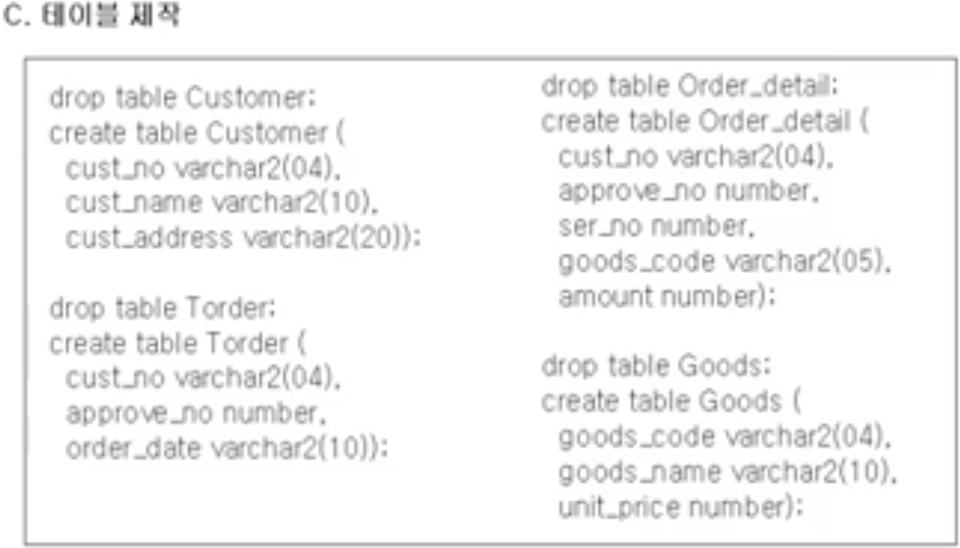 C. 테이블 제작
drop table Customer;
create table Customer (
cust_no varchar2(04),
cust_name varchar2(10),
cust_address varchar2(20));
drop table Torder;
create table Torder (
cust_no varchar2(04),
approve_no number,
order_date varchar2(10));
drop table Order_detail;
create table Order_detail (
cust_no varchar2(04),
approve_no number,
ser_no number,
goods_code varchar2(05),
amount number);
drop table Goods;
create table Goods (
goods_code varchar2(04),
goods_name varchar2(10),
unit_price number);